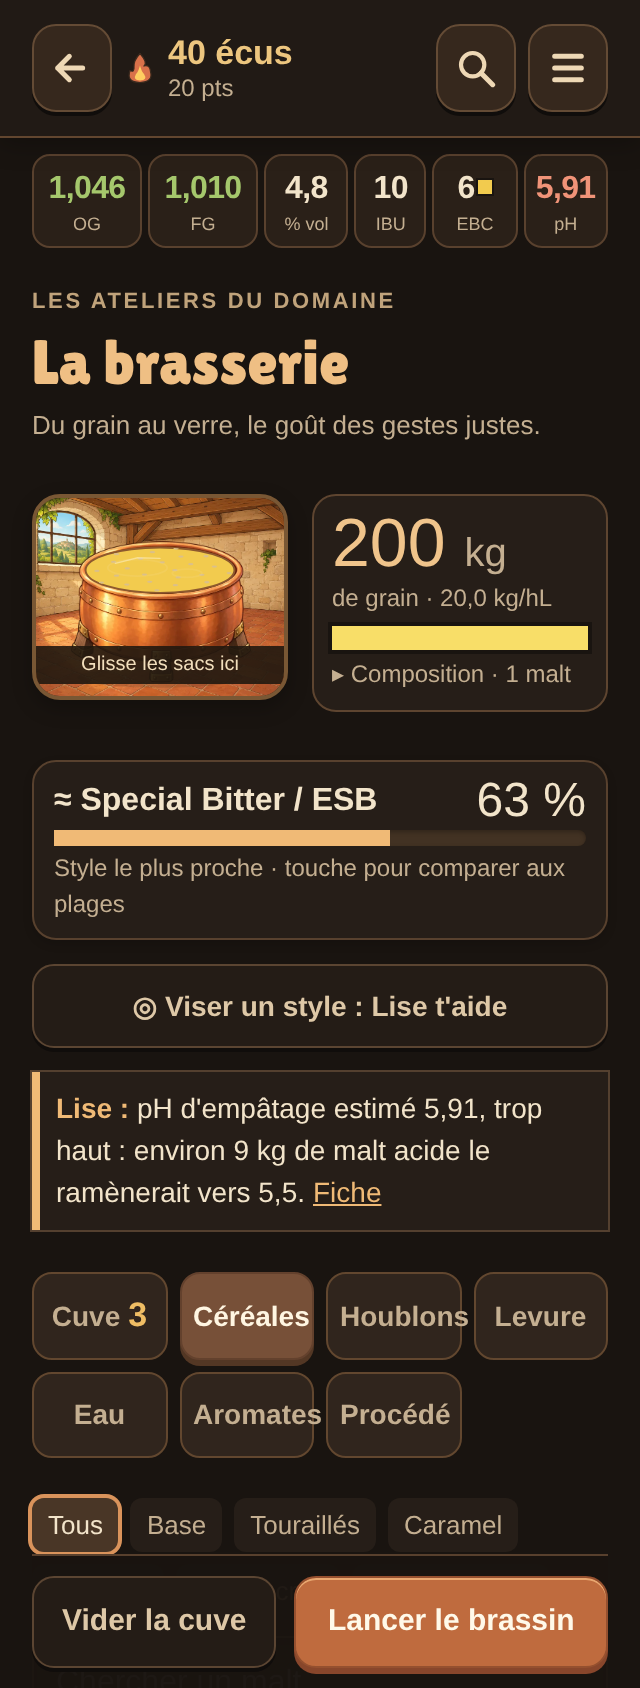 40 écus
20 pts
1,046
OG
1,010
FG
4,8
% vol
10
IBU
6
EBC
5,91
pH
LES ATELIERS DU DOMAINE
La brasserie
Du grain au verre, le goût des gestes justes.
Glisse les sacs ici
200 kg
de grain · 20,0 kg/hL
▸ Composition · 1 malt
≈ Special Bitter / ESB
63 %
Style le plus proche · touche pour comparer aux
plages
◎ Viser un style : Lise t'aide
Lise : pH d'empâtage estimé 5,91, trop
haut : environ 9 kg de malt acide le
ramènerait vers 5,5. Fiche
Cuve 3
Céréales
Houblons
Levure
Eau
Aromates
Procédé
Tous
Base
Touraillés
Caramel
Vider la cuve
Lancer le brassin
Chercher un malt